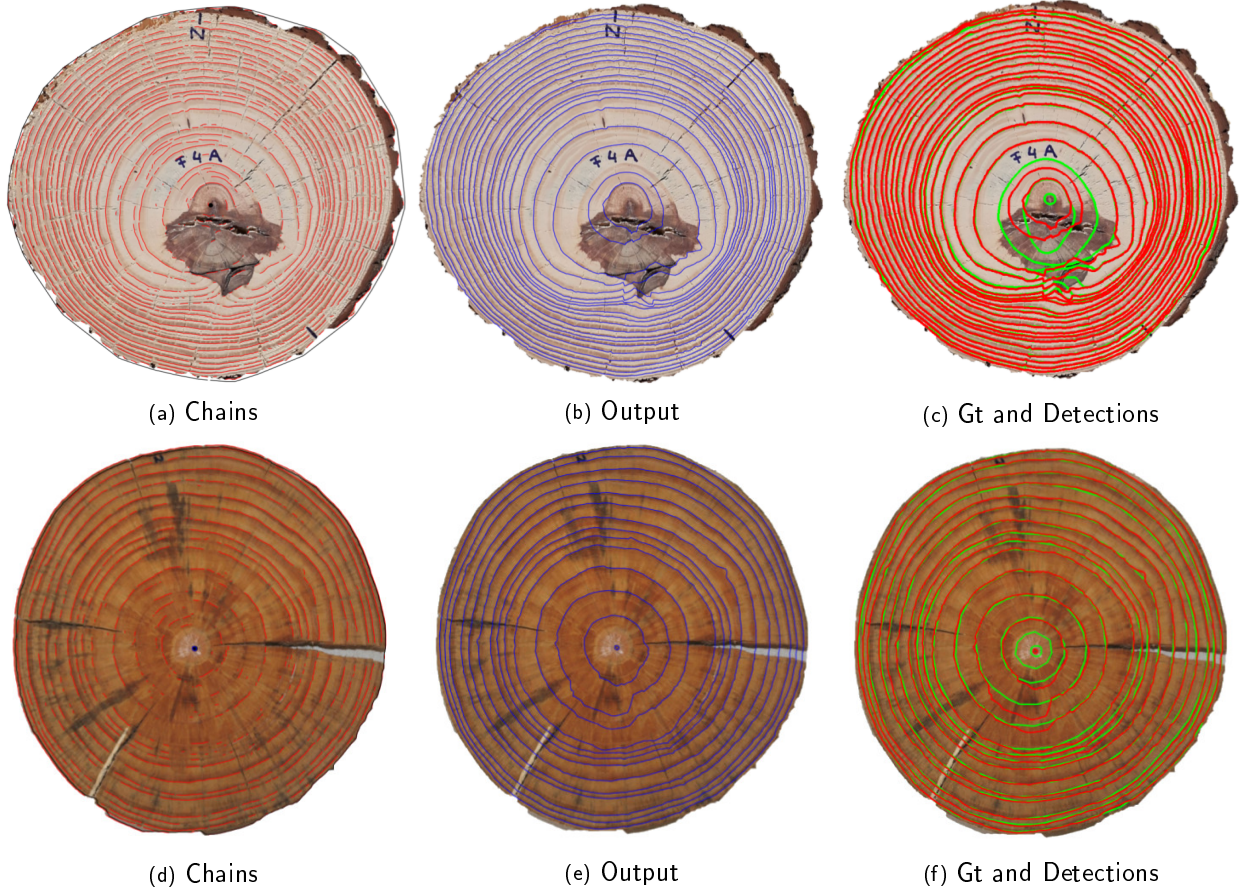 N
F4A
(a) Chains
N
F4A
(b) Output
N
F4A
(c) Gt and Detections
N
(d) Chains
N
(e) Output
N
(f) Gt and Detections